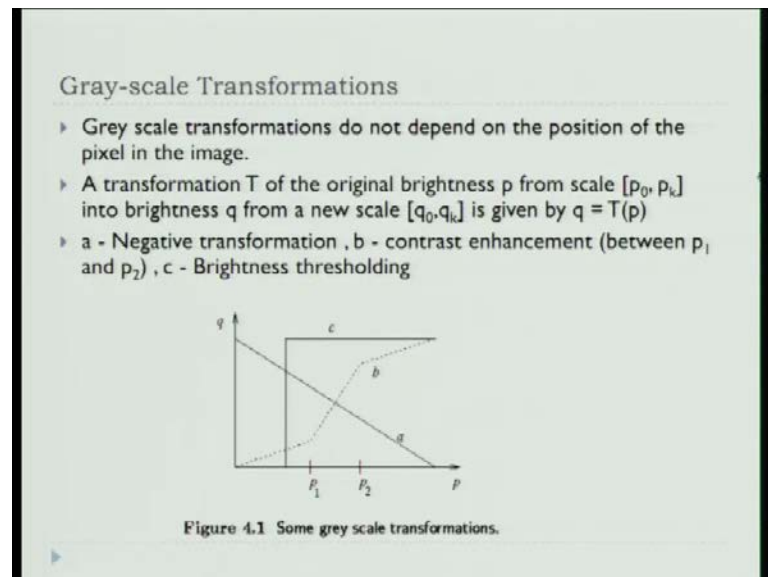 Gray-scale Transformations
Grey scale transformations do not depend on the position of the
pixel in the image.
A transformation T of the original brightness p from scale [p₀, pₖ]
into brightness q from a new scale [q₀,qₖ] is given by q = T(p)
a - Negative transformation , b - contrast enhancement (between p₁
and p₂) , c - Brightness thresholding
q
c
b
a
P₁ P₂ P
Figure 4.1 Some grey scale transformations.